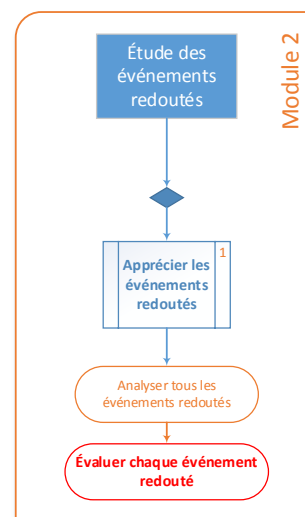 Étude des
événements
redoutés
Module 2
1
Apprécier les
événements
redoutés
Analyser tous les
événements redoutés
Évaluer chaque événement
redouté